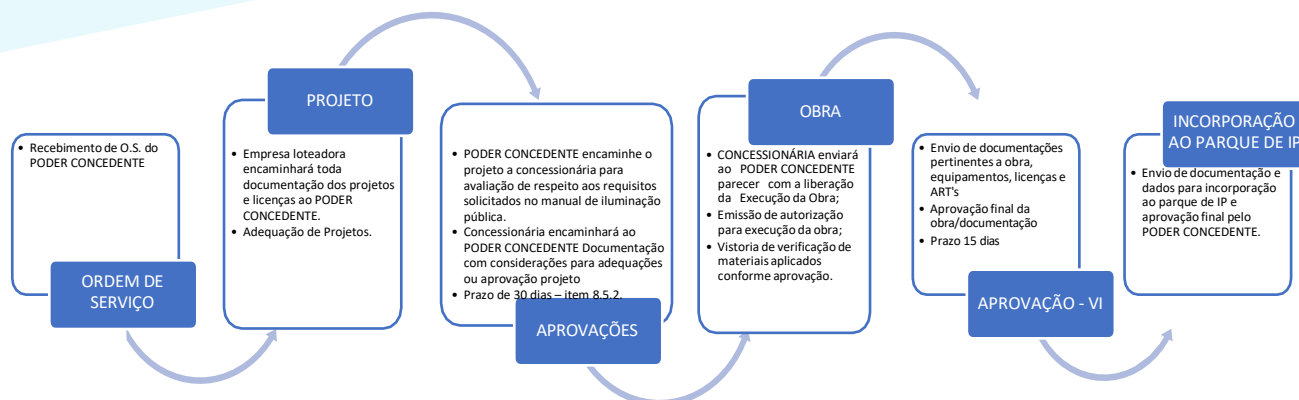 • Recebimento de O.S. do
PODER CONCEDENTE
ORDEM DE
SERVIÇO
PROJETO
• Empresa loteadora
encaminhará toda
documentação dos projetos
e licenças ao PODER
CONCEDENTE.
• Adequação de Projetos.
• PODER CONCEDENTE encaminhe o
projeto a concessionária para
avaliação de respeito aos requisitos
solicitados no manual de iluminação
pública.
• Concessionária encaminhará ao
PODER CONCEDENTE Documentação
com considerações para adequações
ou aprovação projeto
• Prazo de 30 dias – item 8.5.2.
APROVAÇÕES
OBRA
• CONCESSIONÁRIA enviará
ao PODER CONCEDENTE
parecer com a liberação
da Execução da Obra;
• Emissão de autorização
para execução da obra;
• Vistoria de verificação de
materiais aplicados
conforme aprovação.
• Envio de documentações
pertinentes a obra,
equipamentos, licenças e
ART's
• Aprovação final da
obra/documentação
• Prazo 15 dias
APROVAÇÃO - VI
INCORPORAÇÃO
AO PARQUE DE IP
• Envio de documentação e
dados para incorporação
ao parque de IP e
aprovação final pelo
PODER CONCEDENTE.